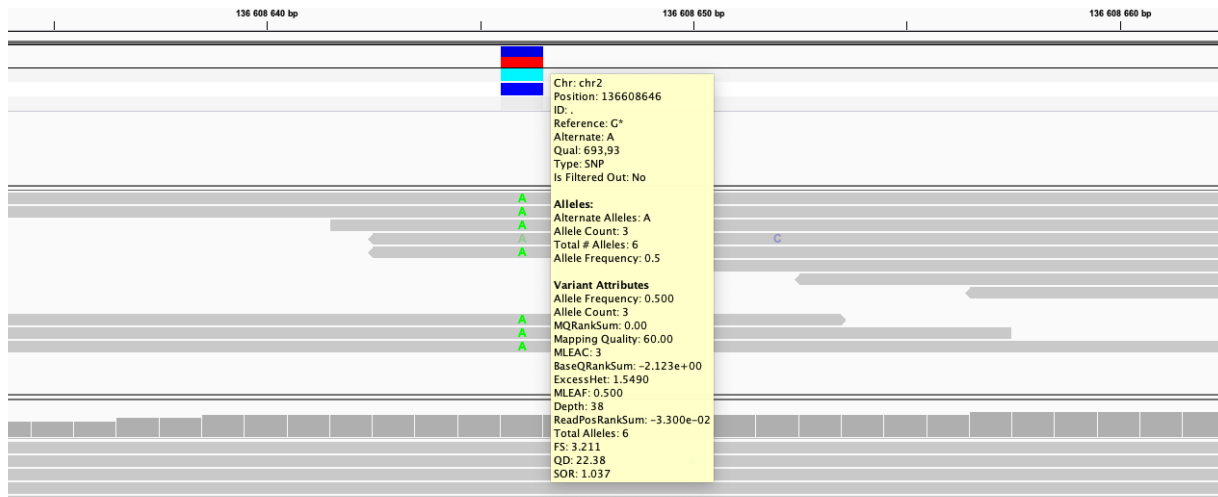 136 608 640 bp
136 608 650 bp
136 608 660 bp
Chr: chr2
Position: 136608646
ID: .
Reference: G*
Alternate: A
Qual: 693,93
Type: SNP
Is Filtered Out: No
Alleles:
Alternate Alleles: A
Allele Count: 3
Total # Alleles: 6
Allele Frequency: 0.5
Variant Attributes
Allele Frequency: 0.500
Allele Count: 3
MQRankSum: 0.00
Mapping Quality: 60.00
MLEAC: 3
BaseQRankSum: -2.123e+00
ExcessHet: 1.5490
MLEAF: 0.500
Depth: 38
ReadPosRankSum: -3.300e-02
Total Alleles: 6
FS: 3.211
QD: 22.38
SOR: 1.037
A
A
A
A
C
A
A
A
A